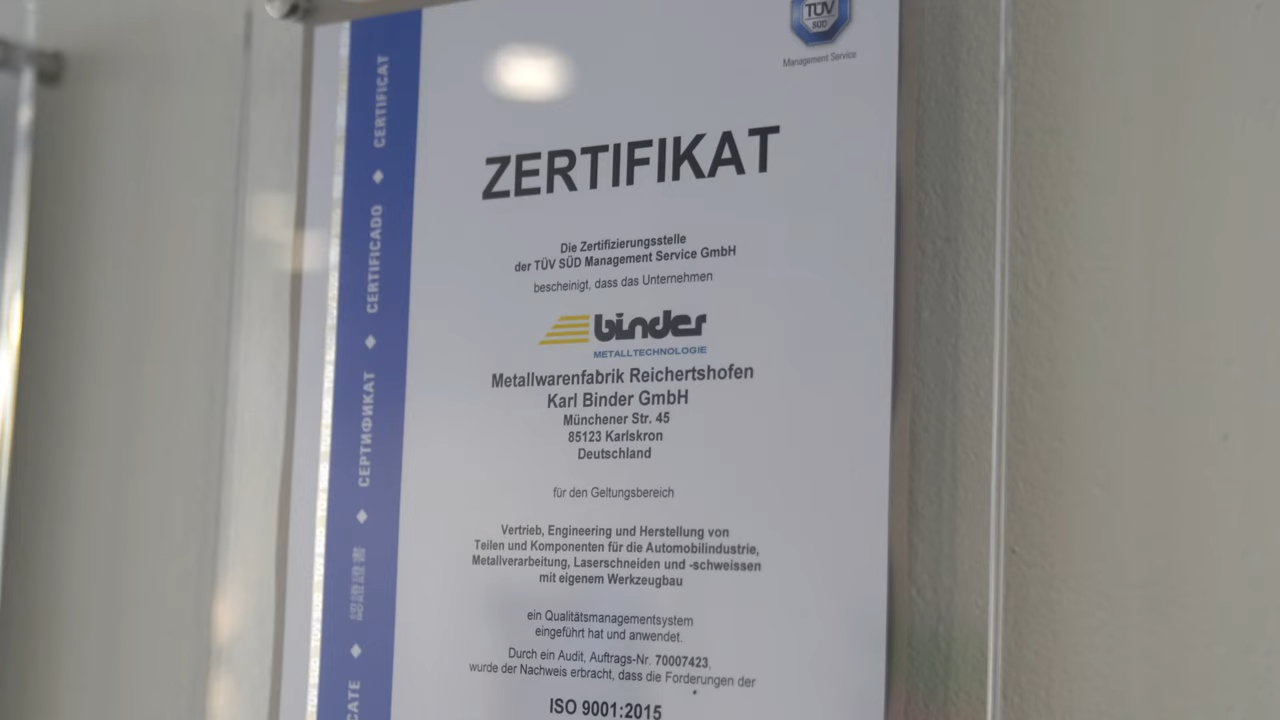 TÜV
SÜD
Management Service
ZERTIFIKAT
Die Zertifizierungsstelle
der TÜV SÜD Management Service GmbH
bescheinigt, dass das Unternehmen
binder
METALLTECHNOLOGIE
Metallwarenfabrik Reichertshofen
Karl Binder GmbH
Münchener Str. 45
85123 Karlskron
Deutschland
für den Geltungsbereich
Vertrieb, Engineering und Herstellung von
Teilen und Komponenten für die Automobilindustrie,
Metallverarbeitung, Laserschneiden und -schweissen
mit eigenem Werkzeugbau
ein Qualitätsmanagementsystem
eingeführt hat und anwendet.
Durch ein Audit, Auftrags-Nr. 70007423,
wurde der Nachweis erbracht, dass die Forderungen der
ISO 9001:2015
CATE ◆ 認證證書 ◆ СЕРТИФИКАТ ◆ CERTIFICADO ◆ CERTIFICAT